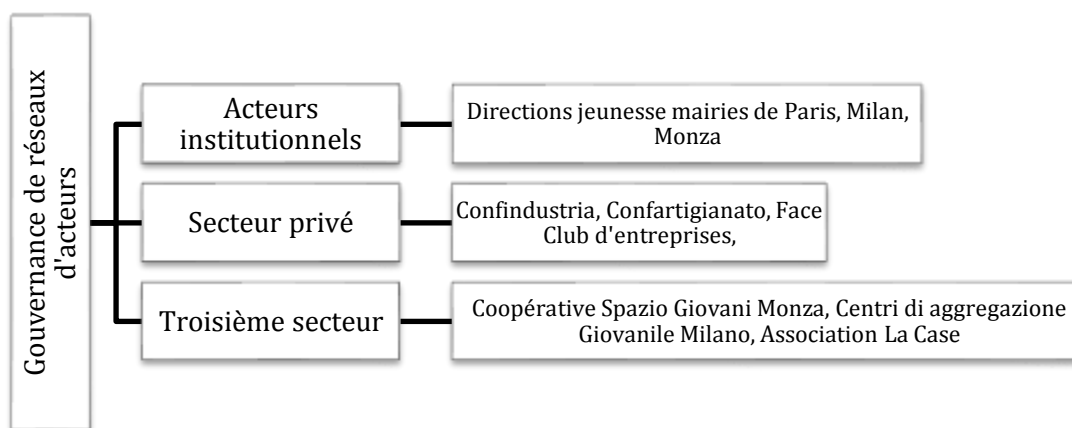 Gouvernance de réseaux
d'acteurs
Acteurs
institutionnels
Directions jeunesse mairies de Paris, Milan,
Monza
Secteur privé
Confindustria, Confartigianato, Face
Club d'entreprises,
Troisième secteur
Coopérative Spazio Giovani Monza, Centri di aggregazione
Giovanile Milano, Association La Case